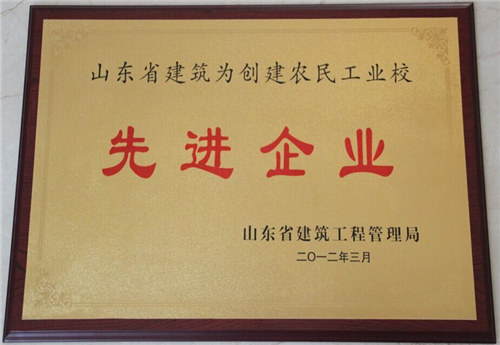 山东省建筑为创建农民工业校
先进企业
山东省建筑工程管理局
二〇一二年三月